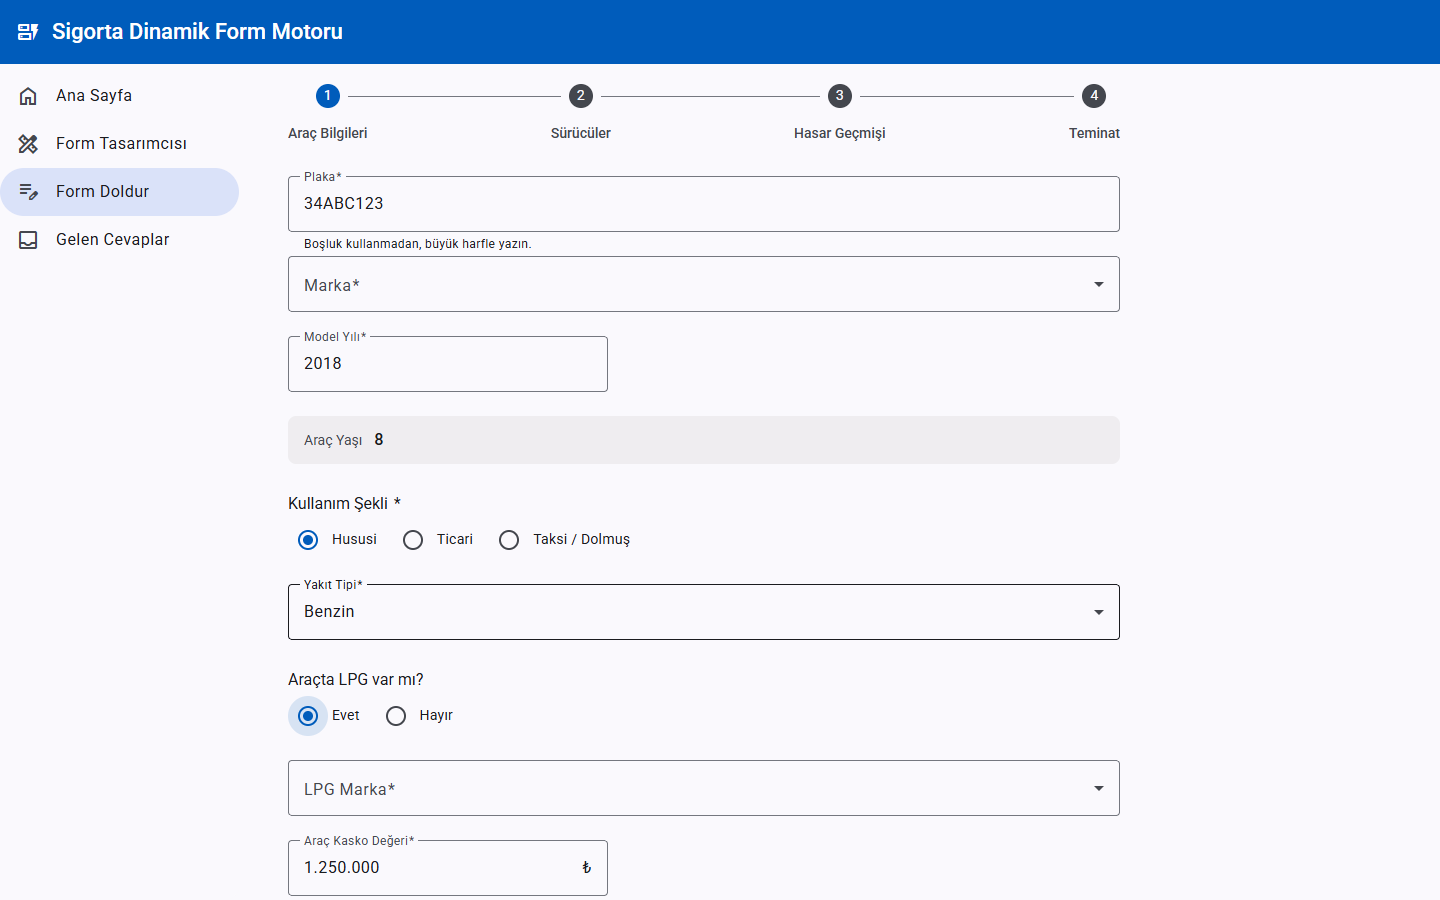 Sigorta Dinamik Form Motoru
Ana Sayfa
Form Tasarımcısı
Form Doldur
Gelen Cevaplar
1
Araç Bilgileri
2
Sürücüler
3
Hasar Geçmişi
4
Teminat
Plaka*
34ABC123
Boşluk kullanmadan, büyük harfle yazın.
Marka*
Model Yılı*
2018
Araç Yaşı 8
Kullanım Şekli *
Hususi Ticari Taksi / Dolmuş
Yakıt Tipi*
Benzin
Araçta LPG var mı?
Evet Hayır
LPG Marka*
Araç Kasko Değeri*
1.250.000 ₺